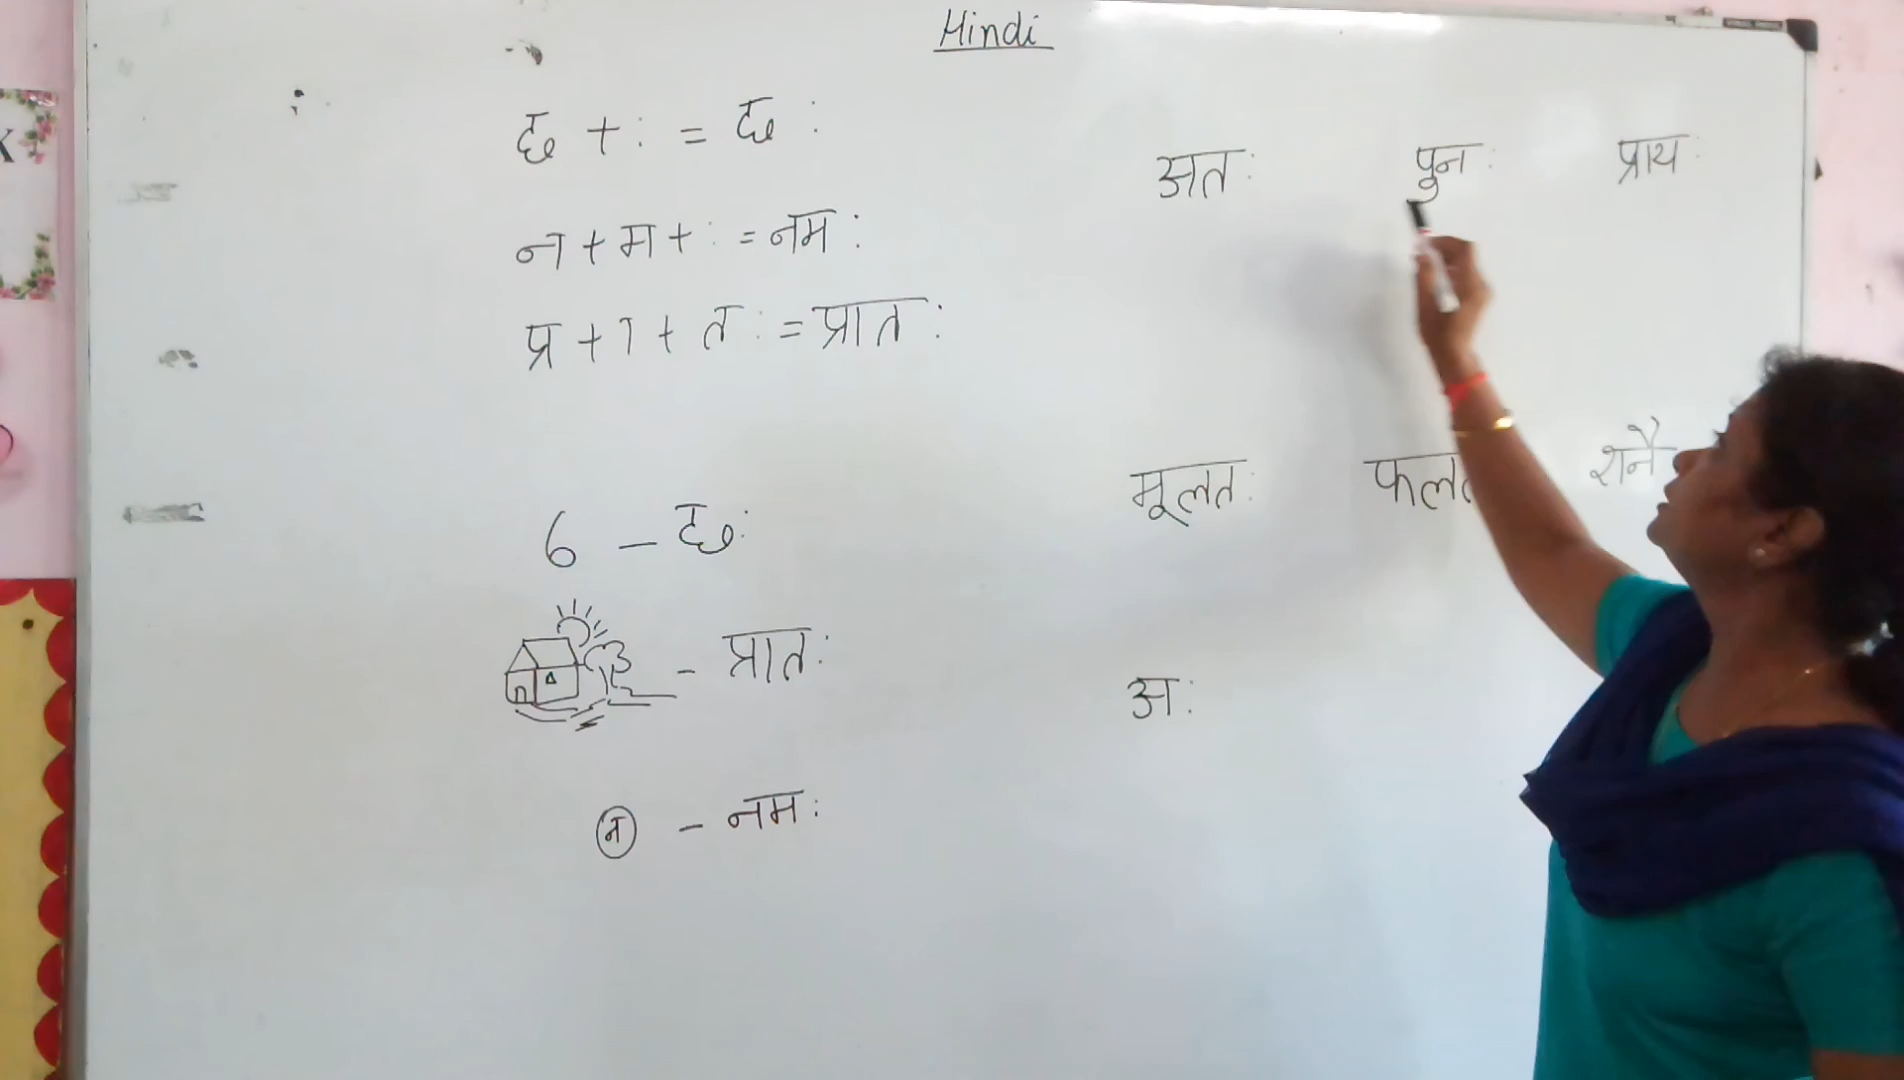 Hindi
छ + : = छ :
न + म + : = नम :
प्र + ा + त : = प्रात :
6 - छ:
- प्रात :
न - नम :
अत : पुन : प्राय :
मूलत : फलत शनै
अ :